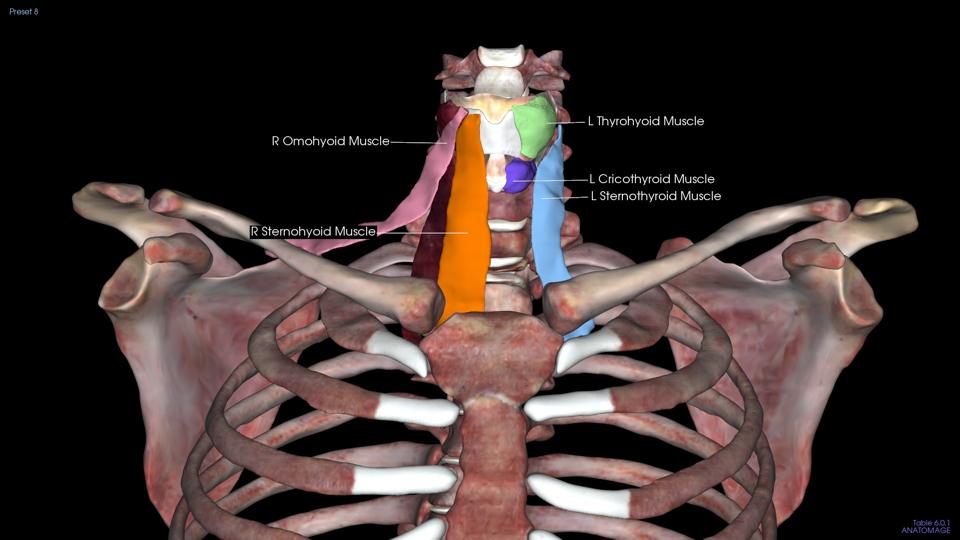 Preset 8
L Thyrohyoid Muscle
R Omohyoid Muscle
L Cricothyroid Muscle
L Sternothyroid Muscle
R Sternohyoid Muscle
Table 6.0.1
ANATOMAGE